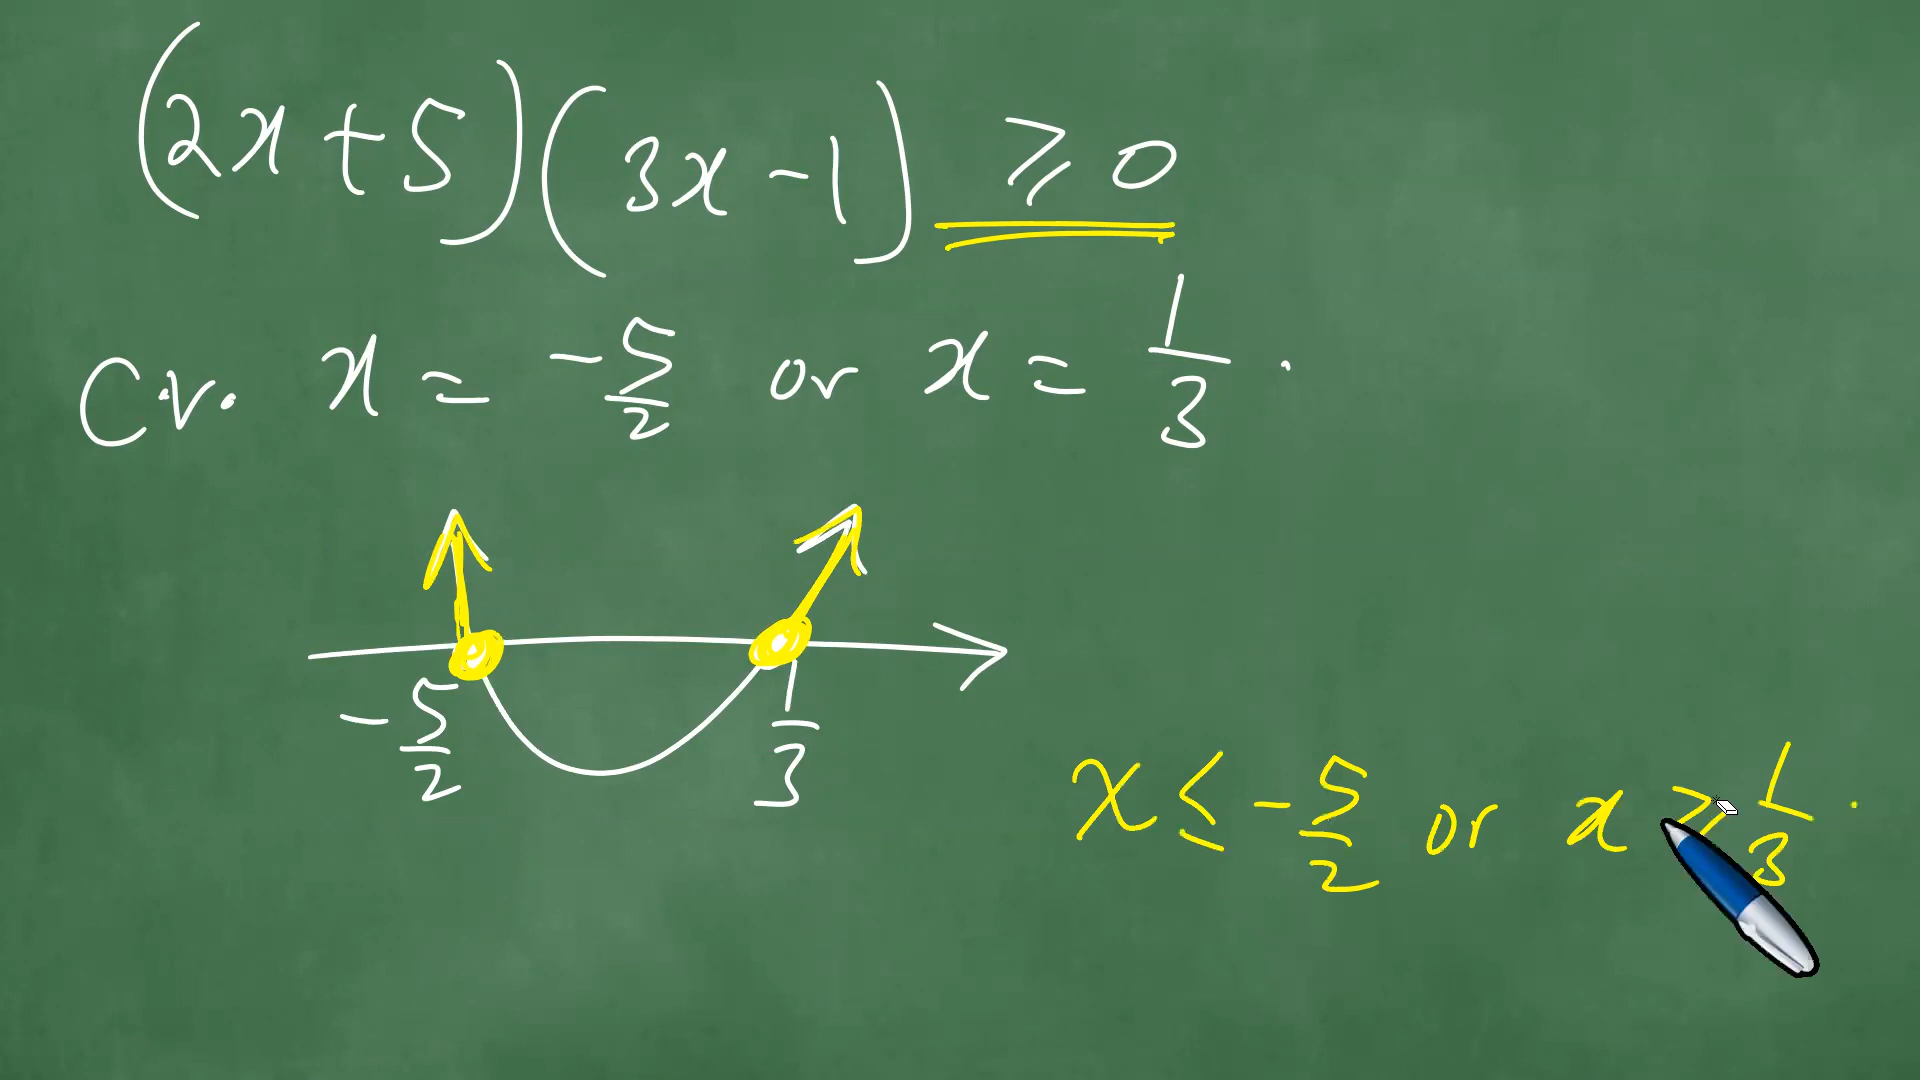 (2x+5)(3x-1) ⩾ 0
C.V. x = -5/2 or x = 1/3.
-5/2 1/3
x ≤ -5/2 or x ⩾ 1/3.